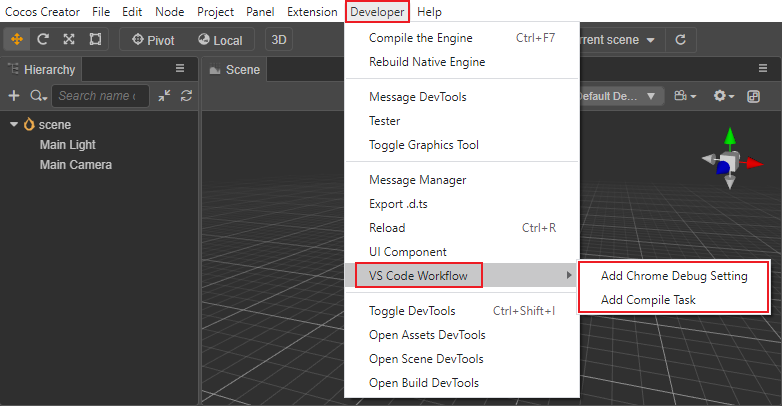 Cocos Creator File Edit Node Project Panel Extension Developer Help
Pivot Local 3D
rrent scene
Hierarchy
Scene
Search name
Default De...
scene
Main Light
Main Camera
Compile the Engine Ctrl+F7
Rebuild Native Engine
Message DevTools
Tester
Toggle Graphics Tool
Message Manager
Export .d.ts
Reload Ctrl+R
UI Component
VS Code Workflow
Add Chrome Debug Setting
Add Compile Task
Toggle DevTools Ctrl+Shift+I
Open Assets DevTools
Open Scene DevTools
Open Build DevTools